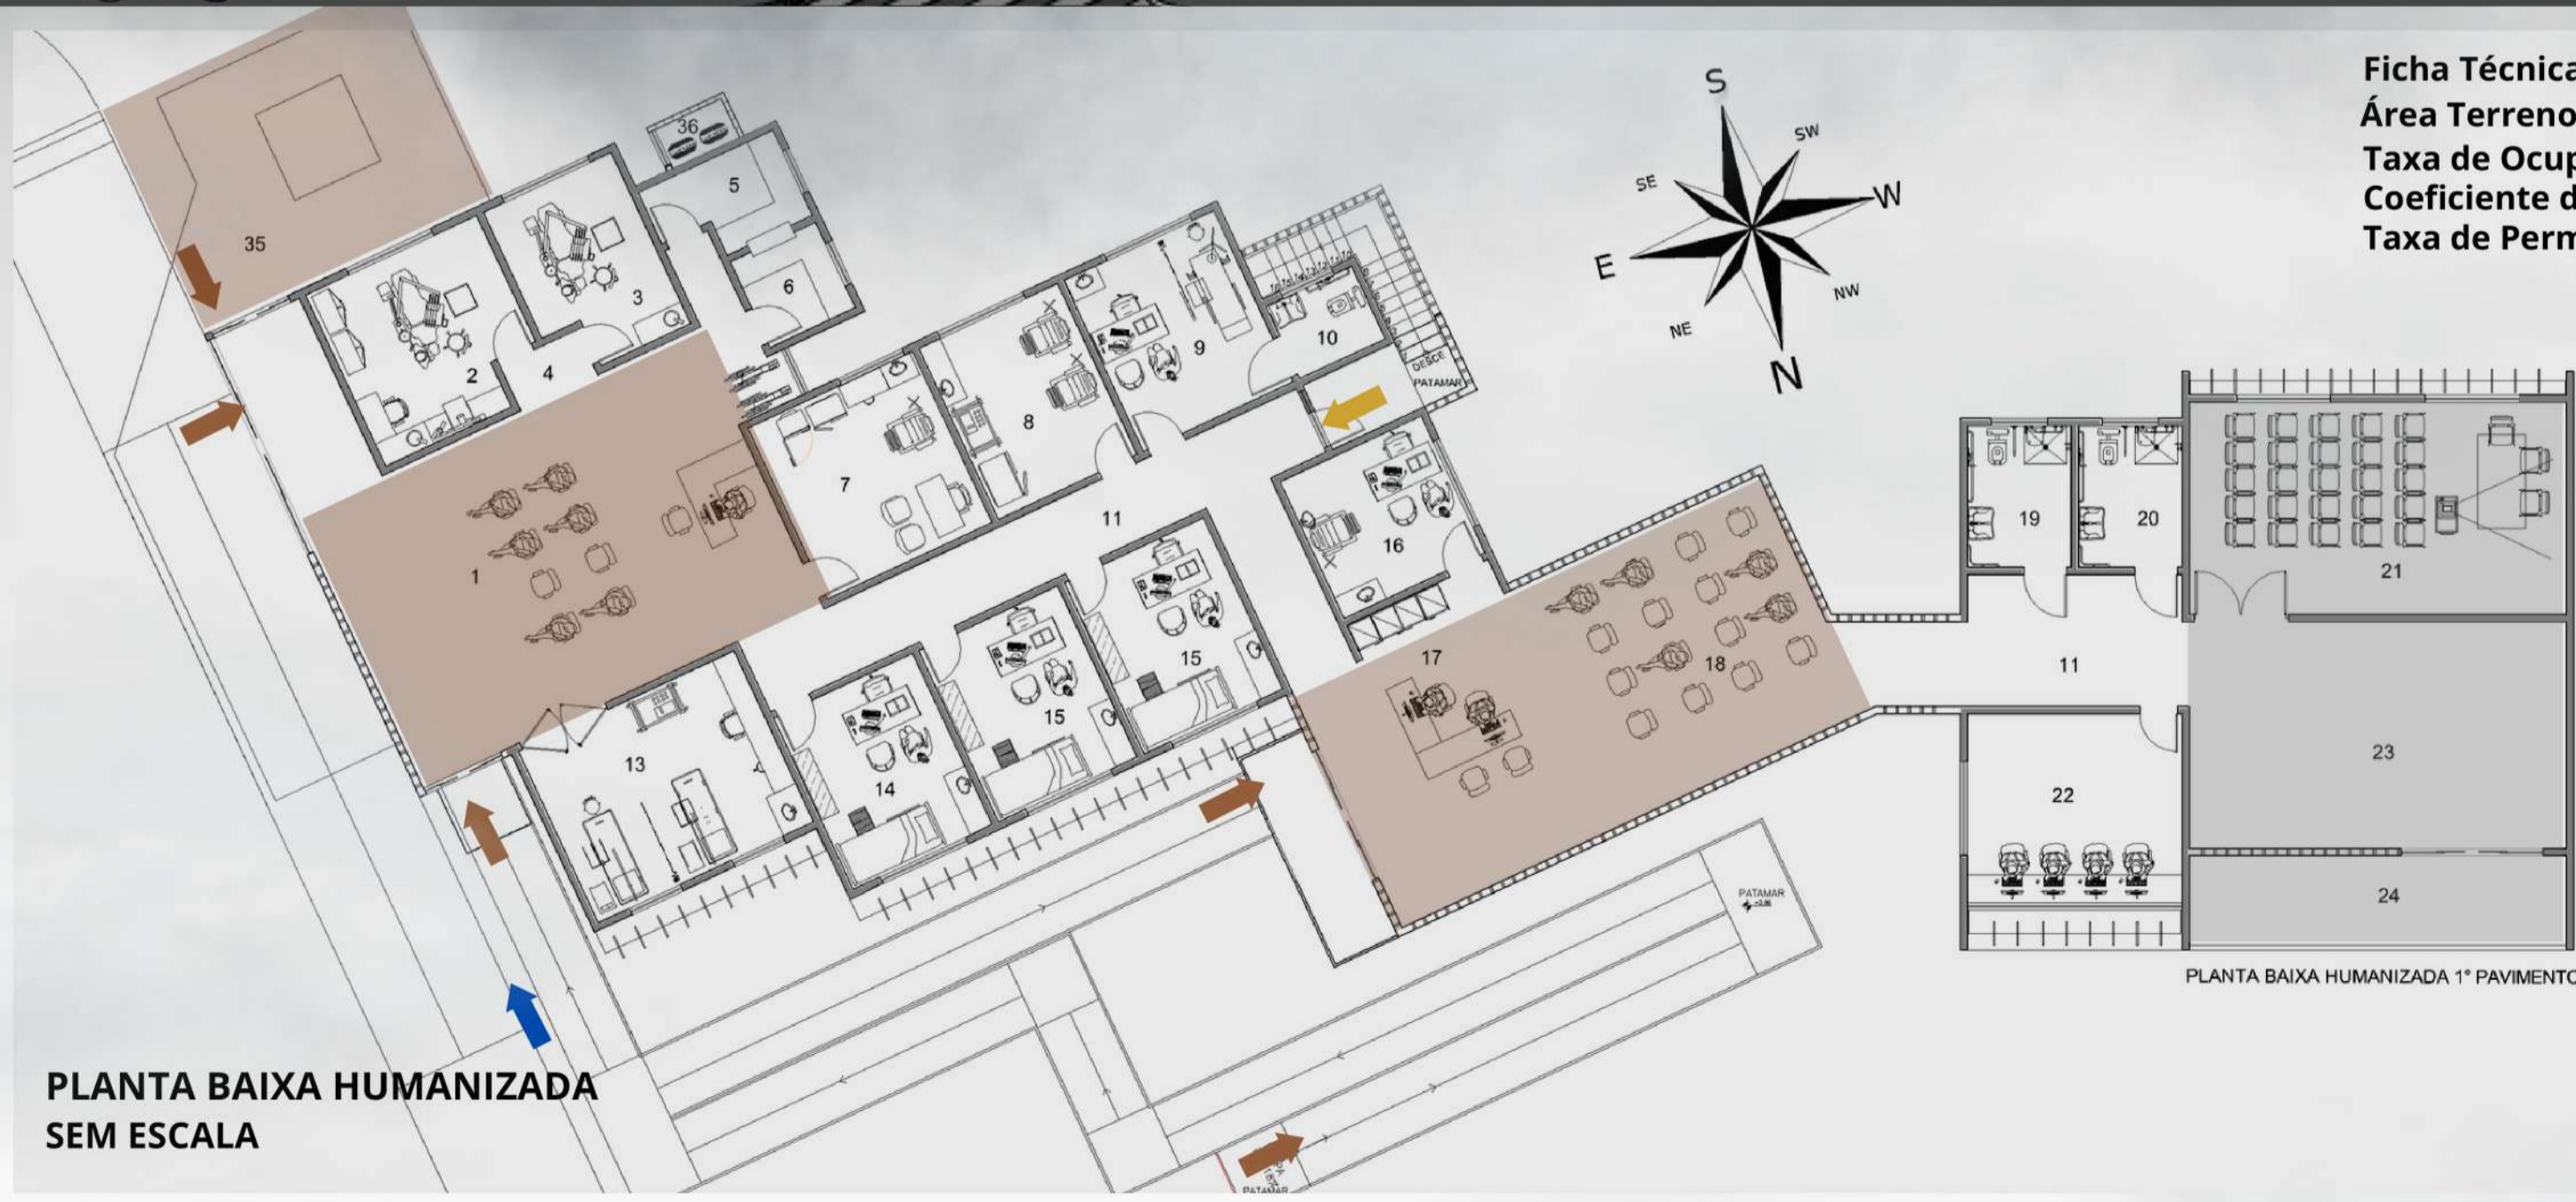 Ficha Técnica
Área Terreno
Taxa de Ocup
Coeficiente d
Taxa de Perm
S
SW
W
NW
N
NE
E
SE
35
36
5
6
3
2
4
9
10
DESCE
PATAMAR
8
7
11
1
16
15
15
14
13
17
18
PATAMAR
19
20
21
11
22
23
24
PLANTA BAIXA HUMANIZADA 1° PAVIMENTO
PLANTA BAIXA HUMANIZADA
SEM ESCALA
PATAMAR